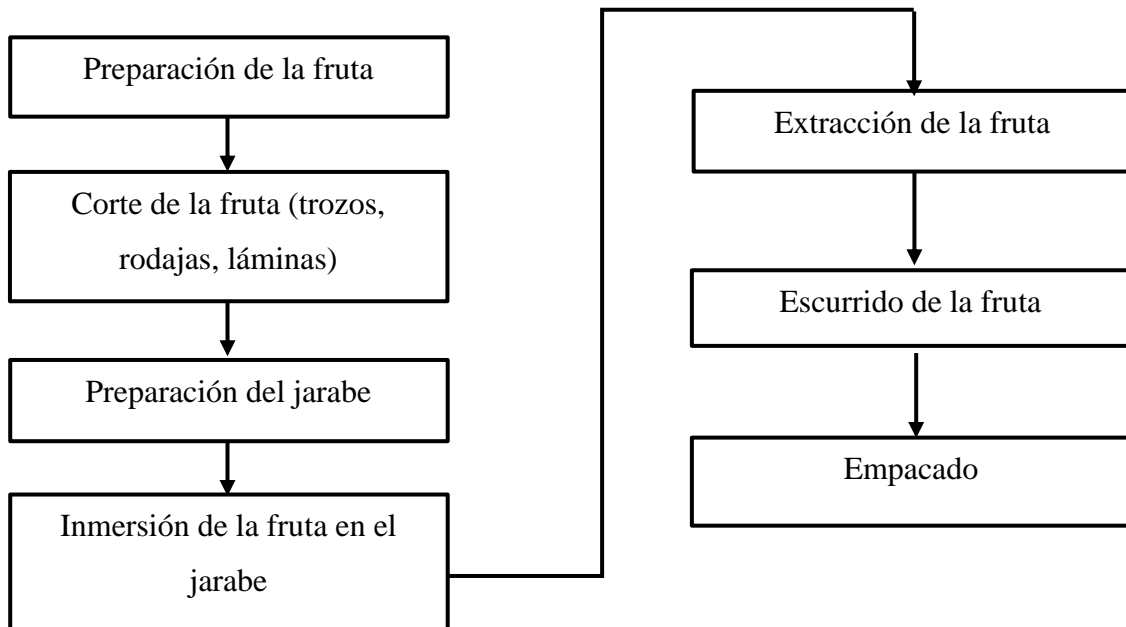 Preparación de la fruta
Corte de la fruta (trozos,
rodajas, láminas)
Preparación del jarabe
Inmersión de la fruta en el
jarabe
Extracción de la fruta
Escurrido de la fruta
Empacado